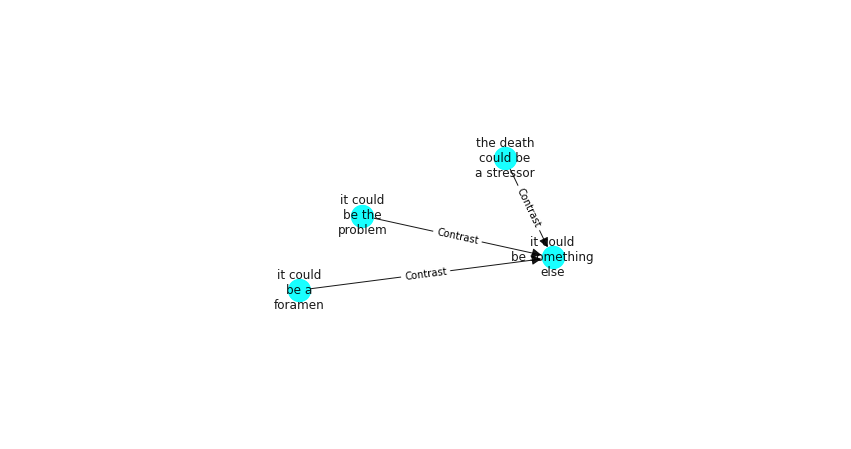 the death
could be
a stressor
Contrast
it could
be the
problem
Contrast
it could
be something
else
it could
be a
foramen
Contrast